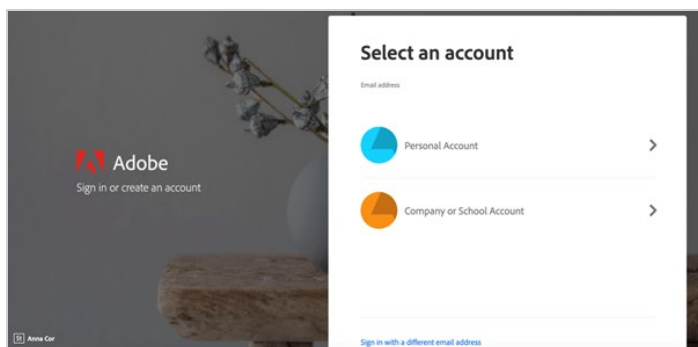 Adobe
Sign in or create an account
St Anna Cor
Select an account
Email address
Personal Account
Company or School Account
Sign in with a different email address